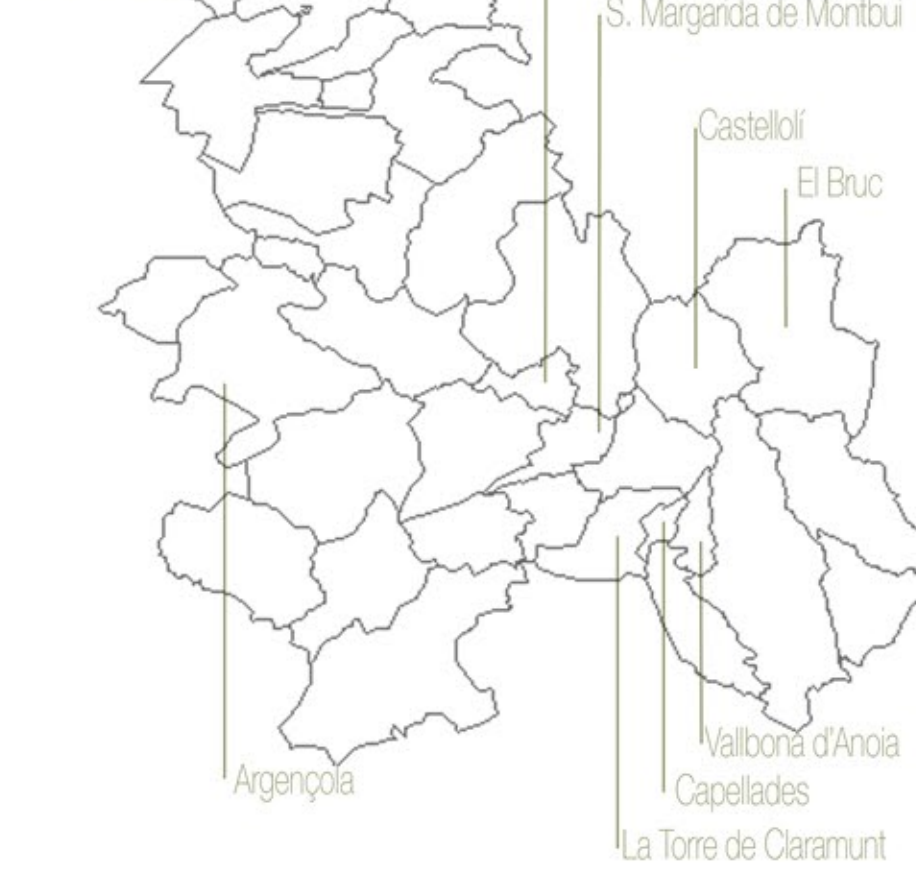 S. Margarida de Montbui
Castellolí
El Bruc
Vallbona d'Anoia
Argençola
Capellades
La Torre de Claramunt